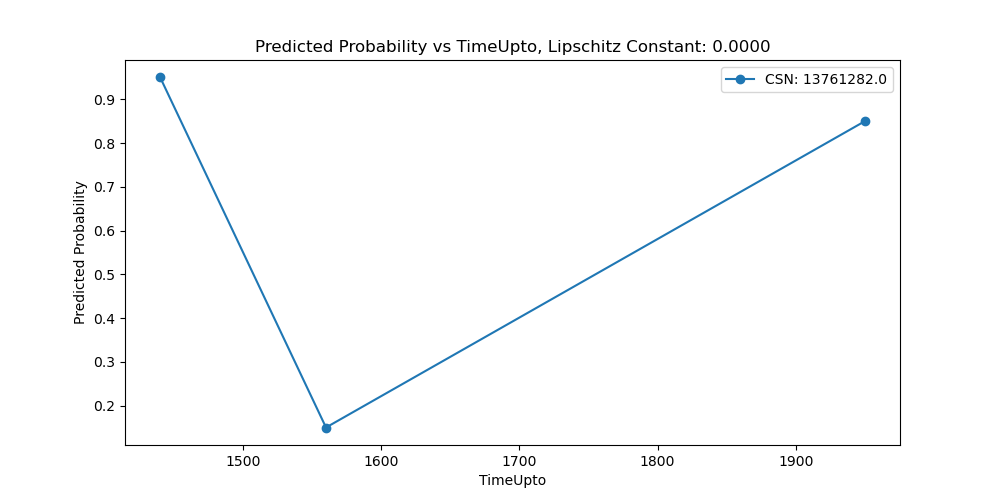 Predicted Probability vs TimeUpto, Lipschitz Constant: 0.0000
CSN: 13761282.0
Predicted Probability
0.9
0.8
0.7
0.6
0.5
0.4
0.3
0.2
1500 1600 1700 1800 1900
TimeUpto